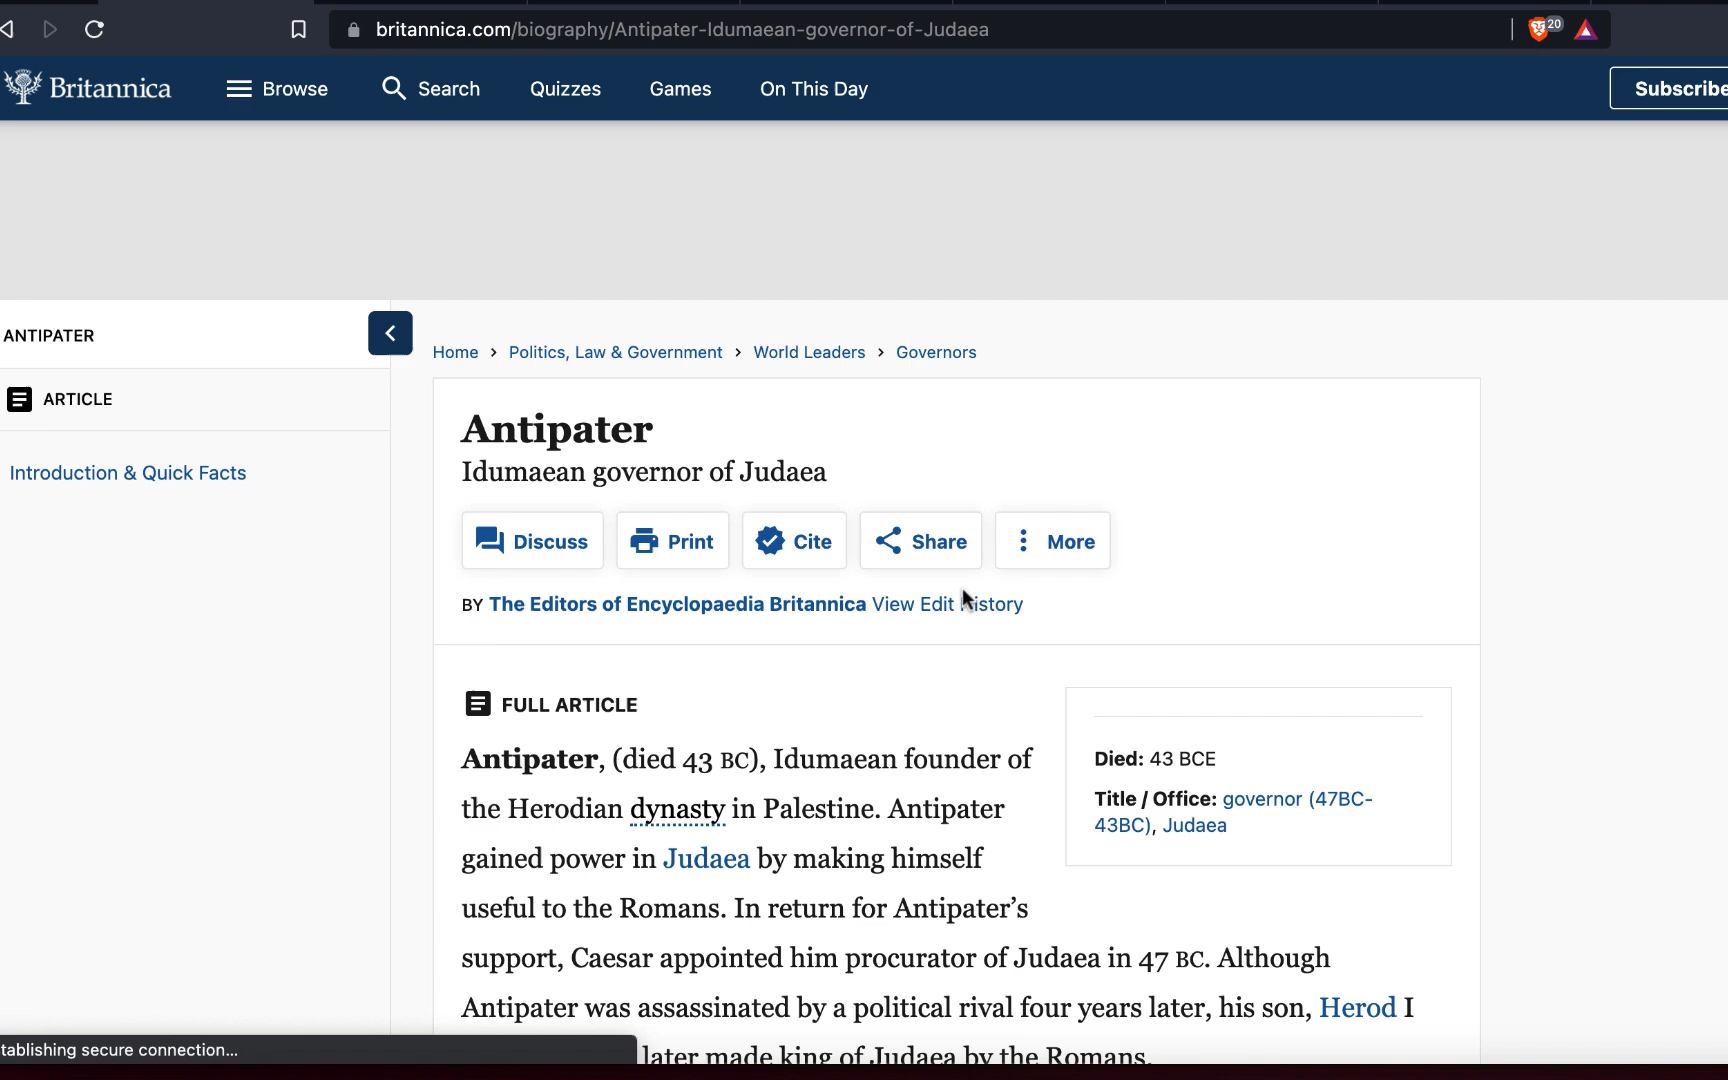 britannica.com/biography/Antipater-Idumaean-governor-of-Judaea
20
Britannica
Browse
Search
Quizzes
Games
On This Day
Subscribe
ANTIPATER
ARTICLE
Introduction & Quick Facts
Home > Politics, Law & Government > World Leaders > Governors
Antipater
Idumaean governor of Judaea
Discuss
Print
Cite
Share
More
BY The Editors of Encyclopaedia Britannica View Edit History
FULL ARTICLE
Antipater, (died 43 BC), Idumaean founder of
the Herodian dynasty in Palestine. Antipater
gained power in Judaea by making himself
useful to the Romans. In return for Antipater's
support, Caesar appointed him procurator of Judaea in 47 BC. Although
Antipater was assassinated by a political rival four years later, his son, Herod I
later made king of Judaea by the Romans.
Died: 43 BCE
Title / Office: governor (47BC-
43BC), Judaea
tablishing secure connection...